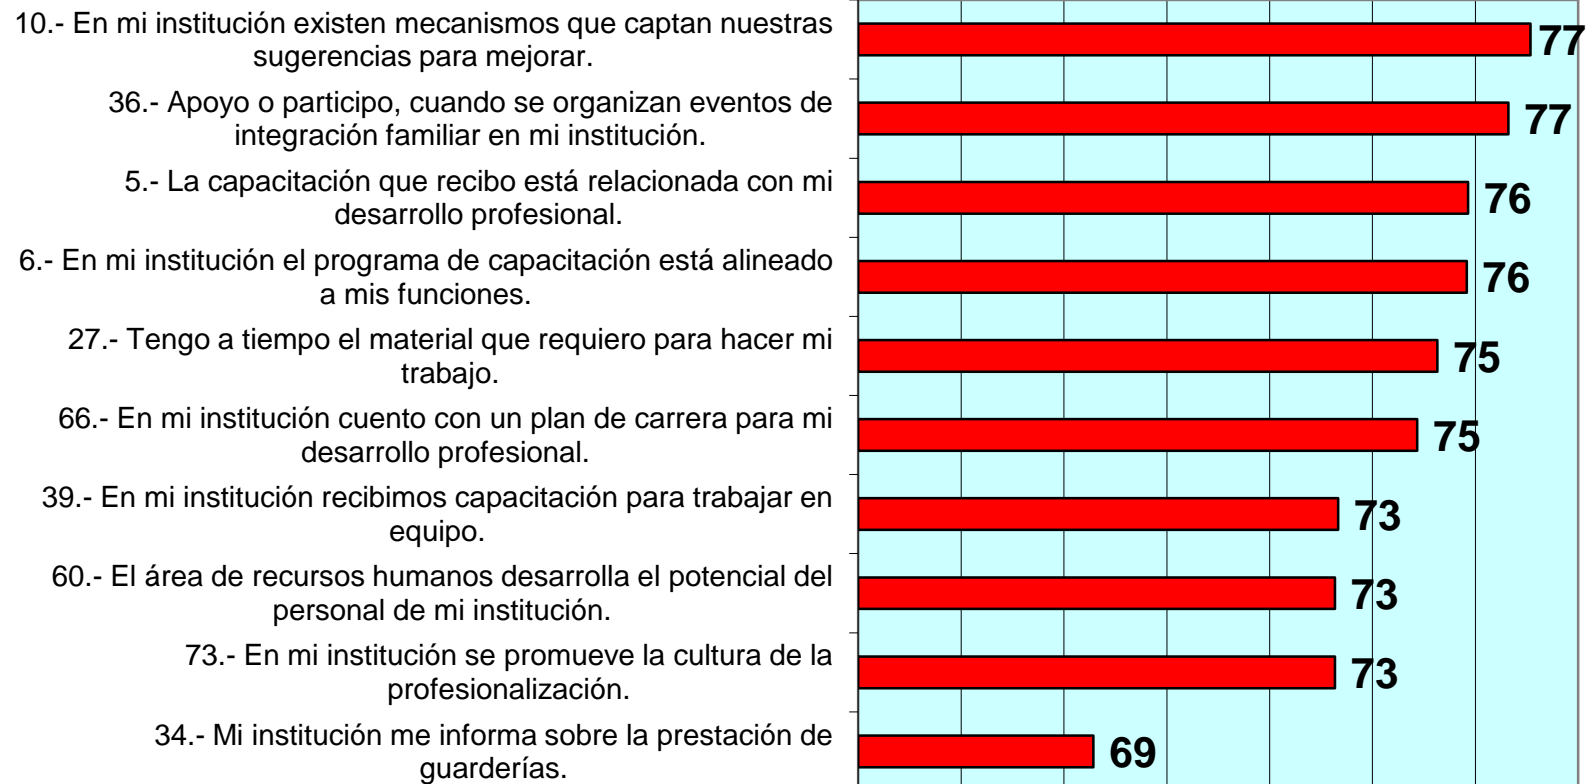 10.- En mi institución existen mecanismos que captan nuestras
sugerencias para mejorar.
77
36.- Apoyo o participo, cuando se organizan eventos de
integración familiar en mi institución.
77
5.- La capacitación que recibo está relacionada con mi
desarrollo profesional.
76
6.- En mi institución el programa de capacitación está alineado
a mis funciones.
76
27.- Tengo a tiempo el material que requiero para hacer mi
trabajo.
75
66.- En mi institución cuento con un plan de carrera para mi
desarrollo profesional.
75
39.- En mi institución recibimos capacitación para trabajar en
equipo.
73
60.- El área de recursos humanos desarrolla el potencial del
personal de mi institución.
73
73.- En mi institución se promueve la cultura de la
profesionalización.
73
34.- Mi institución me informa sobre la prestación de
guarderías.
69